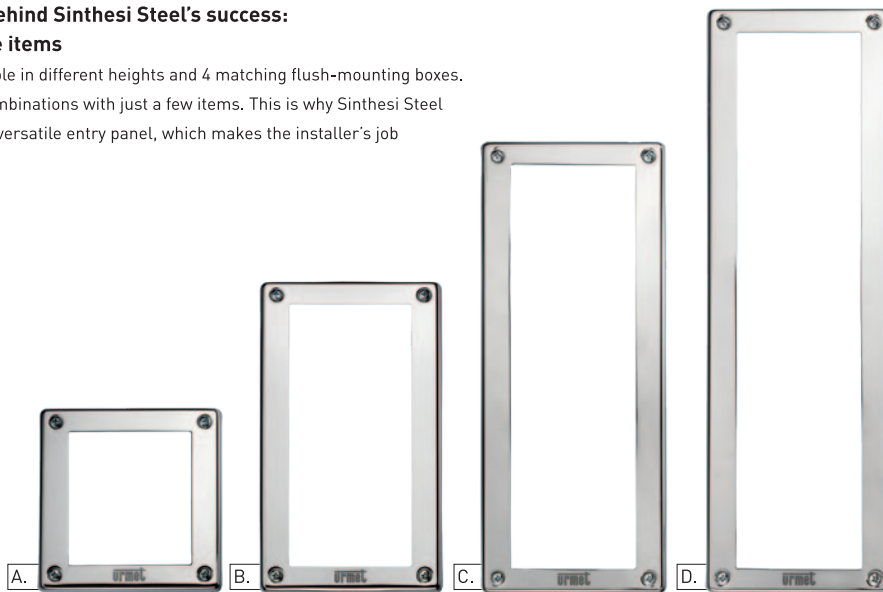 ehind Sinthesi Steel's success:
e items
ble in different heights and 4 matching flush-mounting boxes.
mbinations with just a few items. This is why Sinthesi Steel
versatile entry panel, which makes the installer's job
A.
urmet
B.
urmet
C.
urmet
D.
urmet